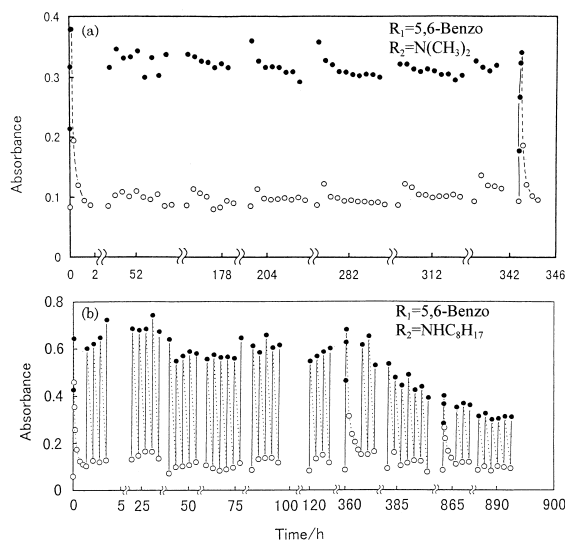 (a)
R₁=5,6-Benzo
R₂=N(CH₃)₂
0.4
0.3
0.2
0.1
0
Absorbance
0 2 52 178 204 282 312 342 346
(b)
R₁=5,6-Benzo
R₂=NHC₈H₁₇
0.8
0.6
0.4
0.2
0
Absorbance
0 5 25 50 75 100 120 360 385 865 890 900
Time/h